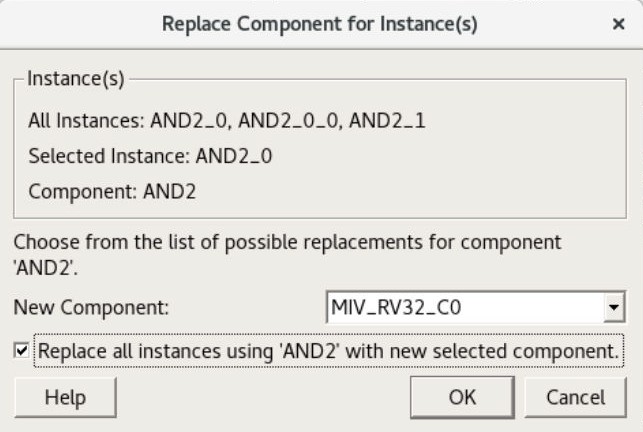 Replace Component for Instance(s)
Instance(s)
All Instances: AND2_0, AND2_0_0, AND2_1
Selected Instance: AND2_0
Component: AND2
Choose from the list of possible replacements for component
'AND2'.
New Component: MIV_RV32_C0
Replace all instances using 'AND2' with new selected component.
Help OK Cancel